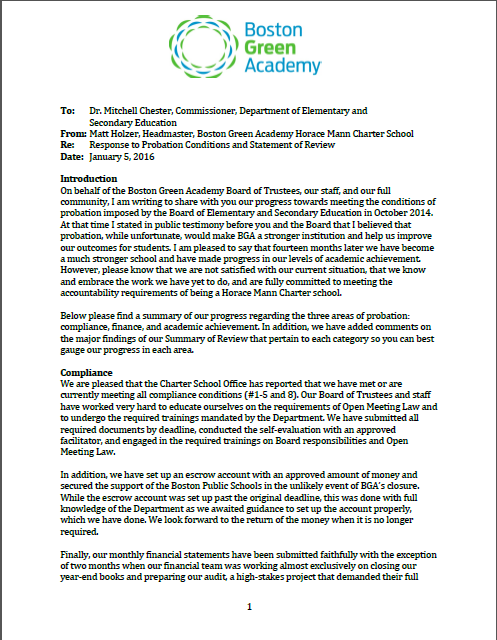 Boston
Green
Academy
To: Dr. Mitchell Chester, Commissioner, Department of Elementary and
Secondary Education
From: Matt Holzer, Headmaster, Boston Green Academy Horace Mann Charter School
Re: Response to Probation Conditions and Statement of Review
Date: January 5, 2016
Introduction
On behalf of the Boston Green Academy Board of Trustees, our staff, and our full
community, I am writing to share with you our progress towards meeting the conditions of
probation imposed by the Board of Elementary and Secondary Education in October 2014.
At that time I stated in public testimony before you and the Board that I believed that
probation, while unfortunate, would make BGA a stronger institution and help us improve
our outcomes for students. I am pleased to say that fourteen months later we have become
a much stronger school and have made progress in our levels of academic achievement.
However, please know that we are not satisfied with our current situation, that we know
and embrace the work we have yet to do, and are fully committed to meeting the
accountability requirements of being a Horace Mann Charter school.
Below please find a summary of our progress regarding the three areas of probation:
compliance, finance, and academic achievement. In addition, we have added comments on
the major findings of our Summary of Review that pertain to each category so you can best
gauge our progress in each area.
Compliance
We are pleased that the Charter School Office has reported that we have met or are
currently meeting all compliance conditions (#1-5 and 8). Our Board of Trustees and staff
have worked very hard to educate ourselves on the requirements of Open Meeting Law and
to undergo the required trainings mandated by the Department. We have submitted all
required documents by deadline, conducted the self-evaluation with an approved
facilitator, and engaged in the required trainings on Board responsibilities and Open
Meeting Law.
In addition, we have set up an escrow account with an approved amount of money and
secured the support of the Boston Public Schools in the unlikely event of BGA's closure.
While the escrow account was set up past the original deadline, this was done with full
knowledge of the Department as we awaited guidance to set up the account properly,
which we have done. We look forward to the return of the money when it is no longer
required.
Finally, our monthly financial statements have been submitted faithfully with the exception
of two months when our financial team was working almost exclusively on closing our
year-end books and preparing our audit, a high-stakes project that demanded their full
1